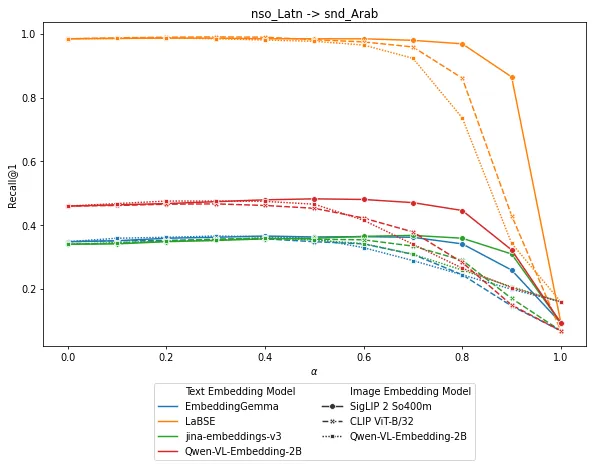 nso_Latn -> snd_Arab
1.0
0.8
0.6
0.4
0.2
Recall@1
0.0 0.2 0.4 0.6 0.8 1.0
α
Text Embedding Model Image Embedding Model
EmbeddingGemma SigLIP 2 So400m
LaBSE CLIP ViT-B/32
jina-embeddings-v3 Qwen-VL-Embedding-2B
Qwen-VL-Embedding-2B